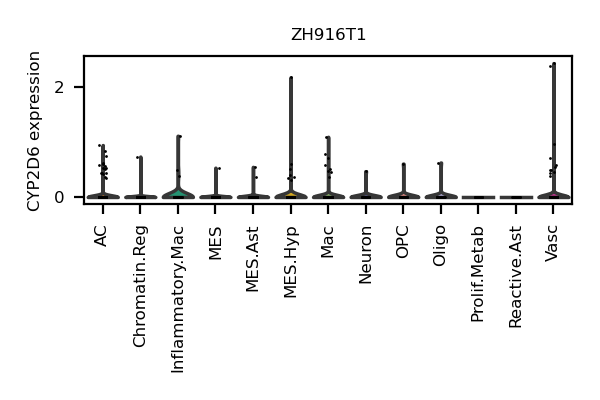 ZH916T1
CYP2D6 expression
2
0
AC
Chromatin.Reg
Inflammatory.Mac
MES
MES.Ast
MES.Hyp
Mac
Neuron
OPC
Oligo
Prolif.Metab
Reactive.Ast
Vasc